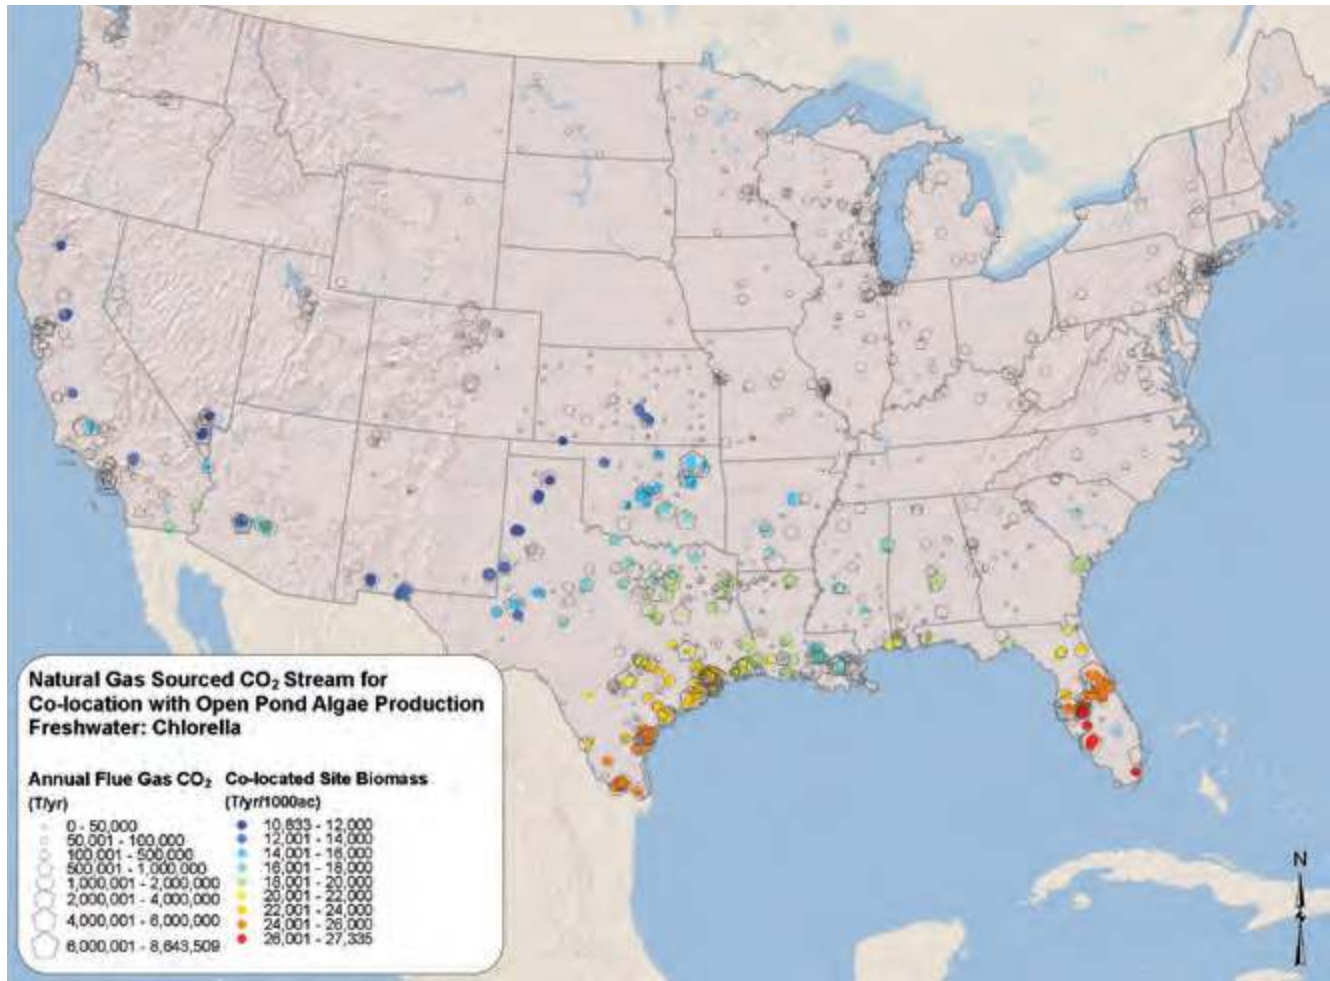 Natural Gas Sourced CO₂ Stream for
Co-location with Open Pond Algae Production
Freshwater: Chlorella
Annual Flue Gas CO₂
(T/yr)
0 - 50,000
50,001 - 100,000
100,001 - 500,000
500,001 - 1,000,000
1,000,001 - 2,000,000
2,000,001 - 4,000,000
4,000,001 - 6,000,000
6,000,001 - 8,643,509
Co-located Site Biomass
(T/yr/1000ac)
10,833 - 12,000
12,001 - 14,000
14,001 - 16,000
16,001 - 18,000
18,001 - 20,000
20,001 - 22,000
22,001 - 24,000
24,001 - 26,000
26,001 - 27,335
N